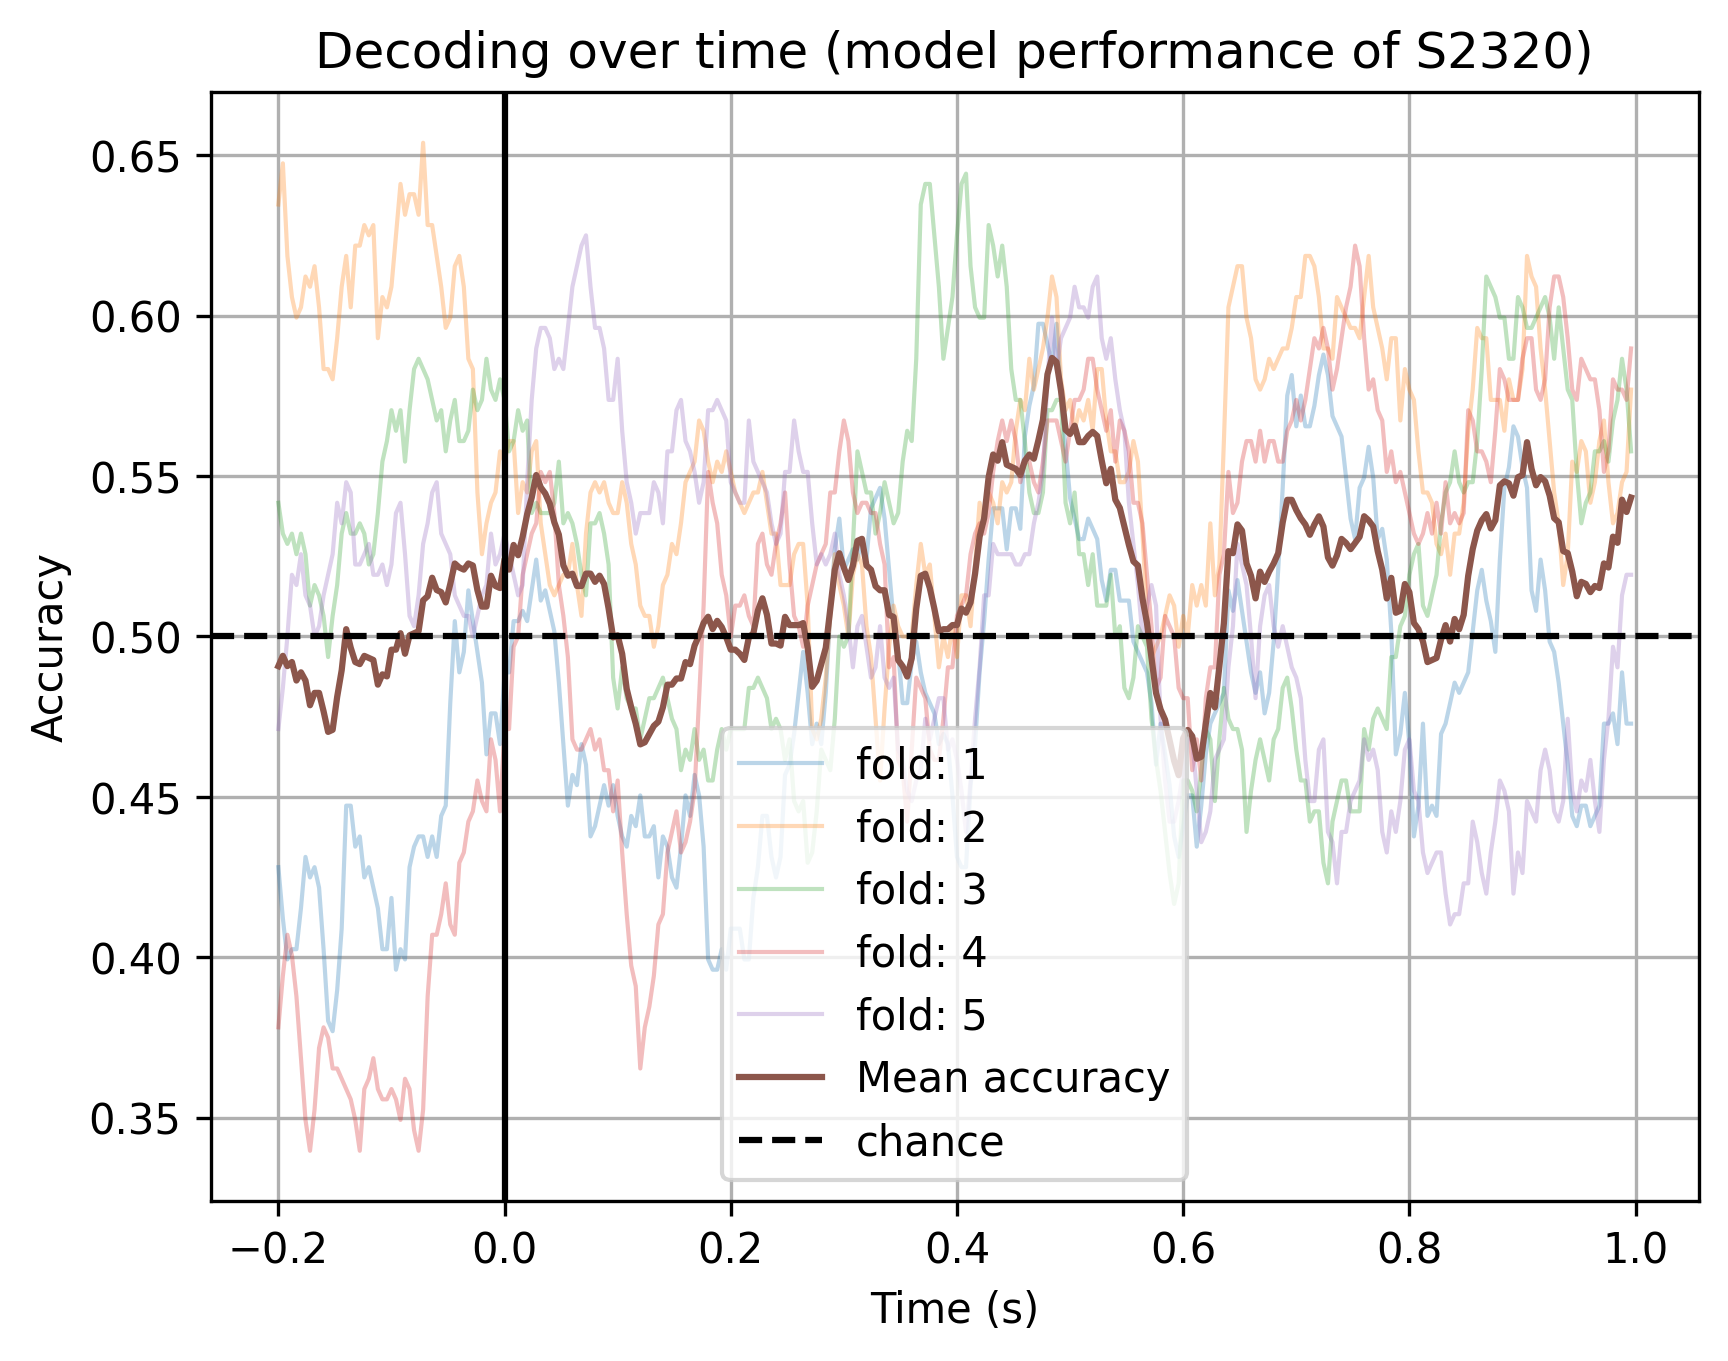 Decoding over time (model performance of S2320)
Accuracy
0.65
0.60
0.55
0.50
0.45
0.40
0.35
fold: 1
fold: 2
fold: 3
fold: 4
fold: 5
Mean accuracy
chance
−0.2 0.0 0.2 0.4 0.6 0.8 1.0
Time (s)